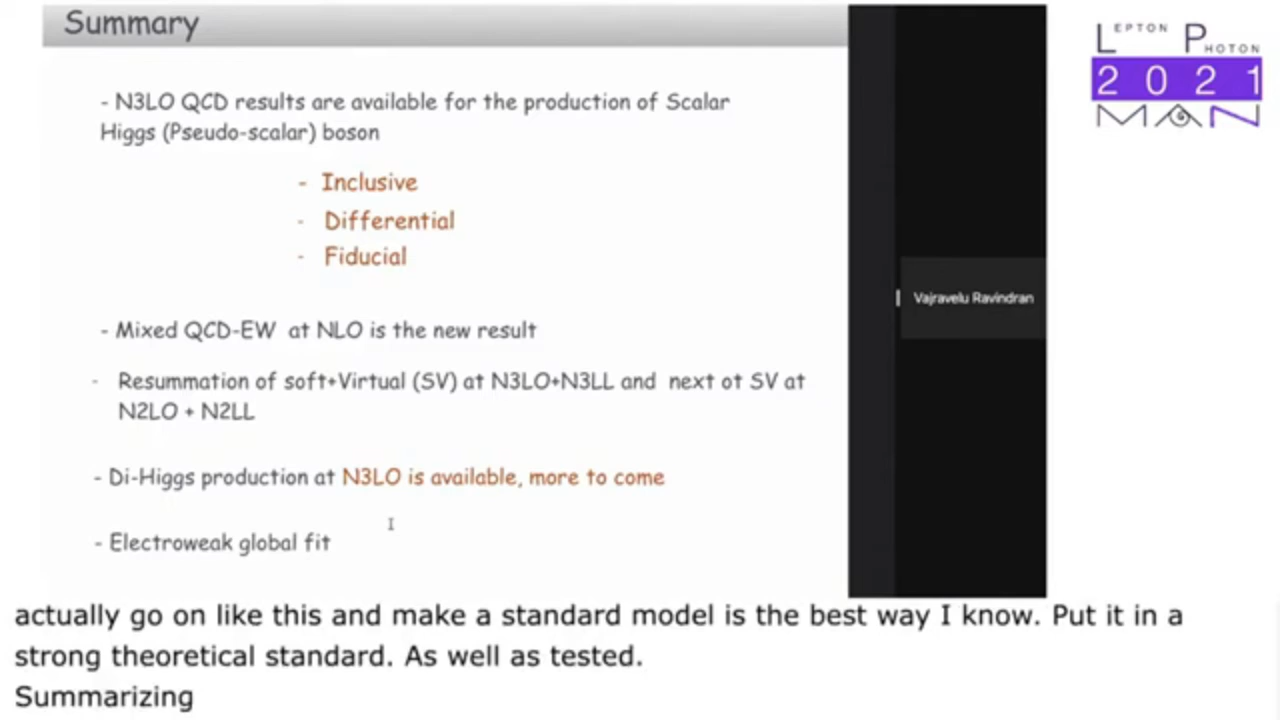 Summary
- N3LO QCD results are available for the production of Scalar
Higgs (Pseudo-scalar) boson
- Inclusive
- Differential
- Fiducial
- Mixed QCD-EW at NLO is the new result
- Resummation of soft+Virtual (SV) at N3LO+N3LL and next ot SV at
N2LO + N2LL
- Di-Higgs production at N3LO is available, more to come
- Electroweak global fit
Vajravelu Ravindran
LEPTON PHOTON
2021
MAN
actually go on like this and make a standard model is the best way I know. Put it in a
strong theoretical standard. As well as tested.
Summarizing